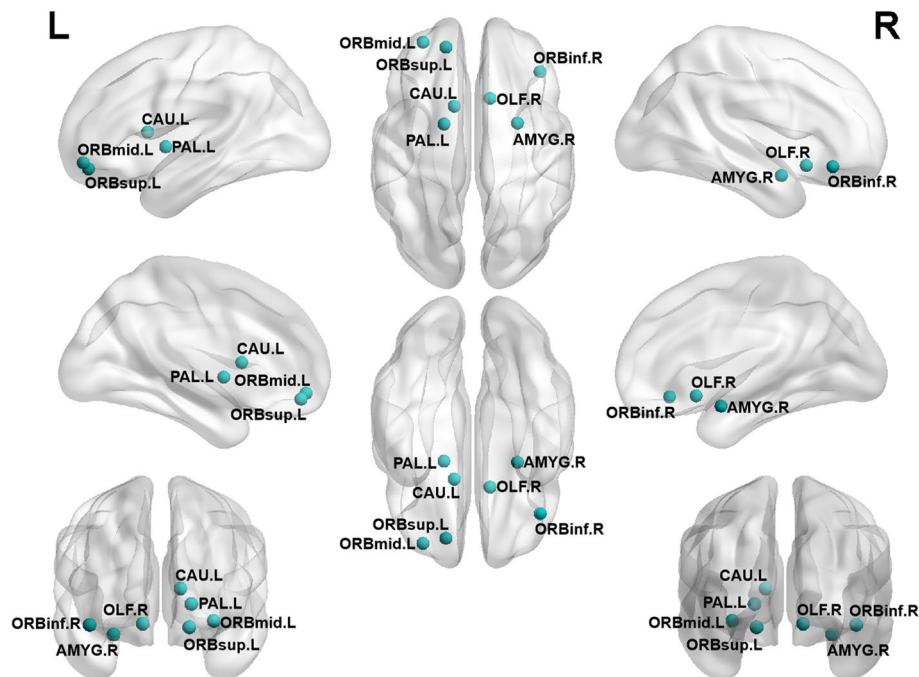 L
R
CAU.L
ORBmid.L
PAL.L
ORBsup.L
ORBmid.L
ORBsup.L
ORBinf.R
CAU.L
OLF.R
PAL.L
AMYG.R
OLF.R
AMYG.R
ORBinf.R
CAU.L
PAL.L
ORBmid.L
ORBsup.L
PAL.L
AMYG.R
CAU.L
OLF.R
ORBsup.L
ORBinf.R
ORBmid.L
OLF.R
ORBinf.R
AMYG.R
CAU.L
OLF.R
PAL.L
ORBinf.R
ORBmid.L
AMYG.R
ORBsup.L
CAU.L
PAL.L
OLF.R
ORBinf.R
ORBmid.L
ORBsup.L
AMYG.R